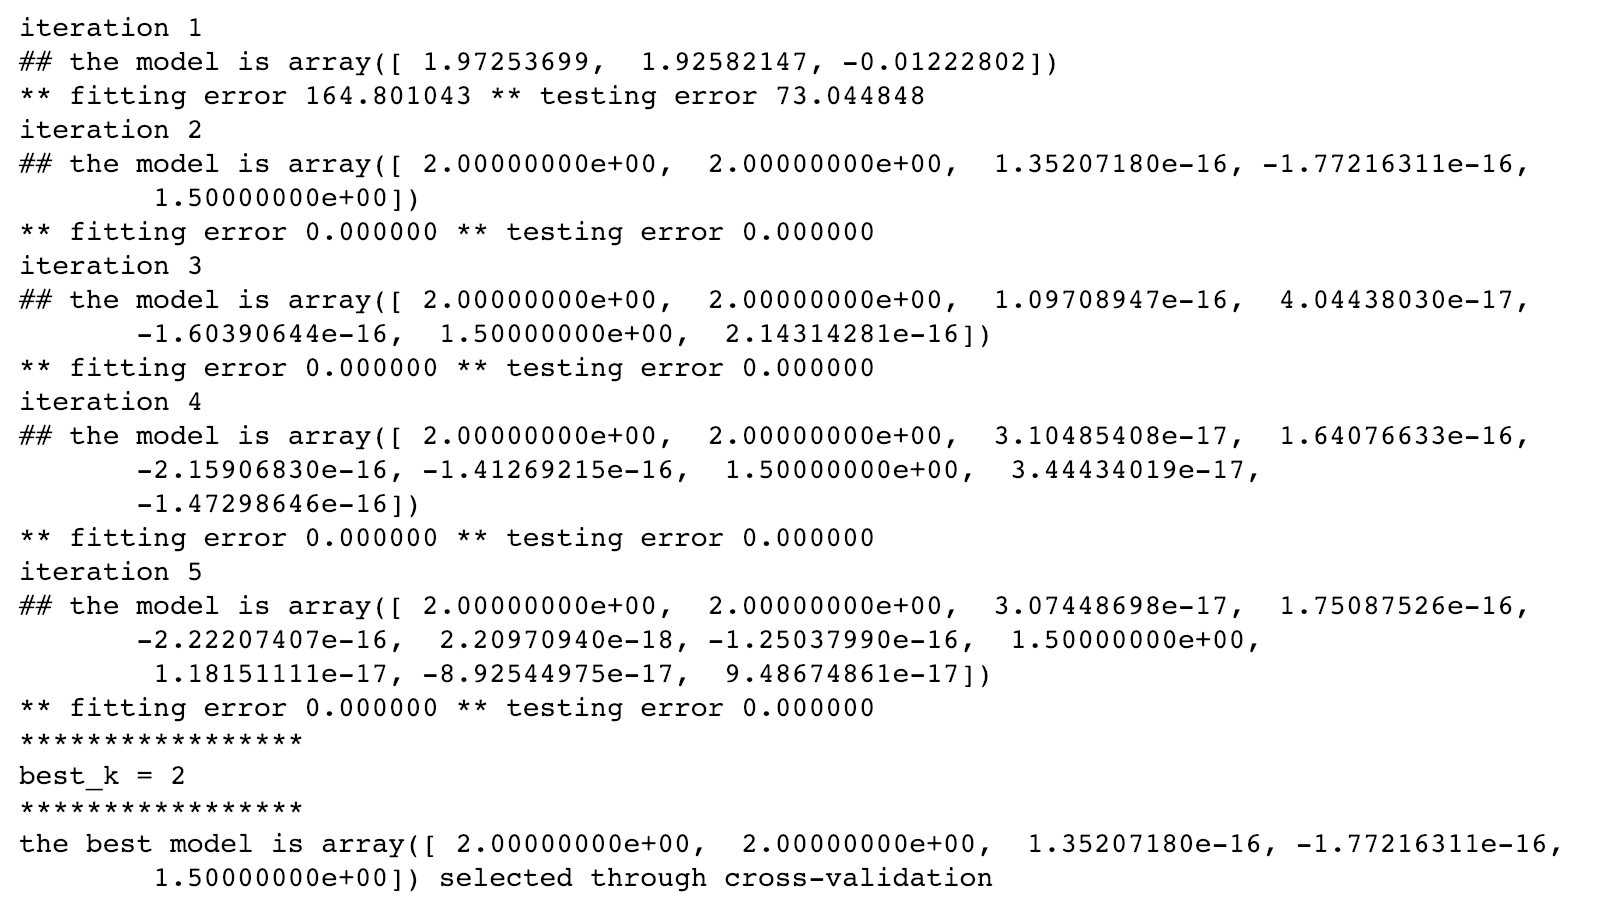 iteration 1
## the model is array([ 1.97253699,  1.92582147, -0.01222802])
** fitting error 164.801043 ** testing error 73.044848
iteration 2
## the model is array([ 2.00000000e+00,  2.00000000e+00,  1.35207180e-16, -1.77216311e-16,
        1.50000000e+00])
** fitting error 0.000000 ** testing error 0.000000
iteration 3
## the model is array([ 2.00000000e+00,  2.00000000e+00,  1.09708947e-16,  4.04438030e-17,
       -1.60390644e-16,  1.50000000e+00,  2.14314281e-16])
** fitting error 0.000000 ** testing error 0.000000
iteration 4
## the model is array([ 2.00000000e+00,  2.00000000e+00,  3.10485408e-17,  1.64076633e-16,
       -2.15906830e-16, -1.41269215e-16,  1.50000000e+00,  3.44434019e-17,
       -1.47298646e-16])
** fitting error 0.000000 ** testing error 0.000000
iteration 5
## the model is array([ 2.00000000e+00,  2.00000000e+00,  3.07448698e-17,  1.75087526e-16,
       -2.22207407e-16,  2.20970940e-18, -1.25037990e-16,  1.50000000e+00,
        1.18151111e-17, -8.92544975e-17,  9.48674861e-17])
** fitting error 0.000000 ** testing error 0.000000
*****************
best_k = 2
*****************
the best model is array([ 2.00000000e+00,  2.00000000e+00,  1.35207180e-16, -1.77216311e-16,
        1.50000000e+00]) selected through cross-validation